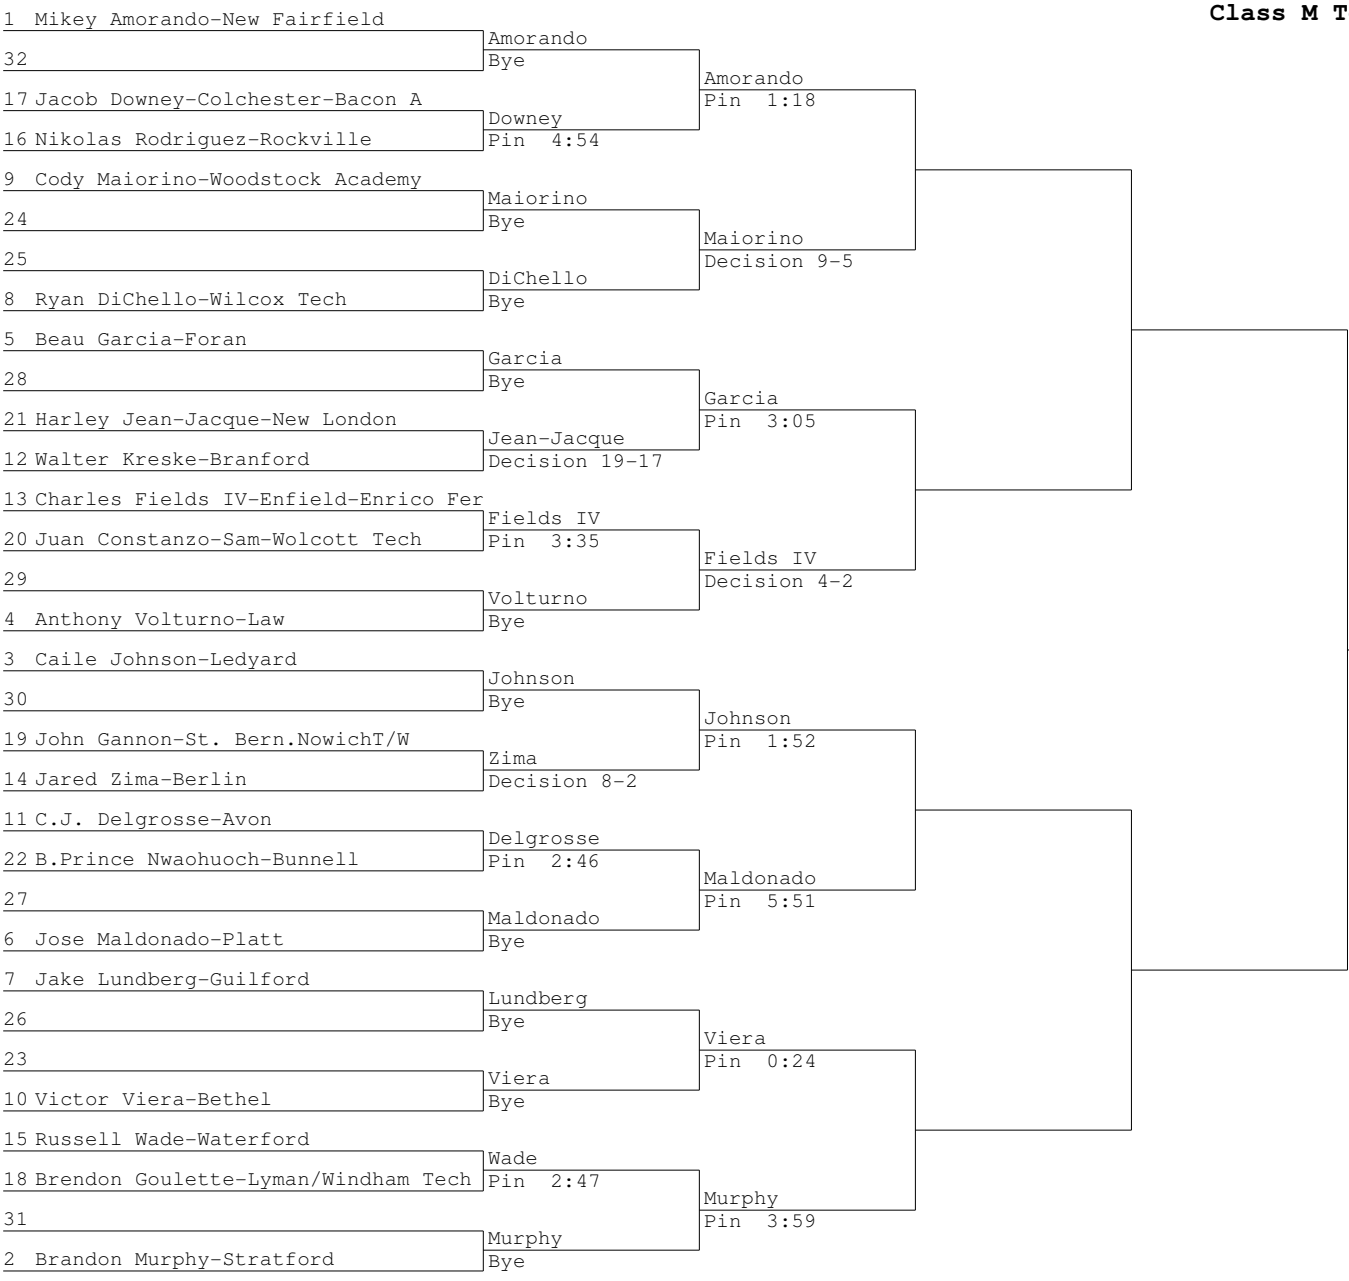 Class M T
1 Mikey Amorando-New Fairfield
32
17 Jacob Downey-Colchester-Bacon A
16 Nikolas Rodriguez-Rockville
9 Cody Maiorino-Woodstock Academy
24
25
8 Ryan DiChello-Wilcox Tech
5 Beau Garcia-Foran
28
21 Harley Jean-Jacque-New London
12 Walter Kreske-Branford
13 Charles Fields IV-Enfield-Enrico Fer
20 Juan Constanzo-Sam-Wolcott Tech
29
4 Anthony Volturno-Law
3 Caile Johnson-Ledyard
30
19 John Gannon-St. Bern.NowichT/W
14 Jared Zima-Berlin
11 C.J. Delgrosse-Avon
22 B.Prince Nwaohuoch-Bunnell
27
6 Jose Maldonado-Platt
7 Jake Lundberg-Guilford
26
23
10 Victor Viera-Bethel
15 Russell Wade-Waterford
18 Brendon Goulette-Lyman/Windham Tech
31
2 Brandon Murphy-Stratford
Amorando
Bye
Downey
Pin 4:54
Maiorino
Bye
DiChello
Bye
Garcia
Bye
Jean-Jacque
Decision 19-17
Fields IV
Pin 3:35
Volturno
Bye
Johnson
Bye
Zima
Decision 8-2
Delgrosse
Pin 2:46
Maldonado
Bye
Lundberg
Bye
Viera
Bye
Wade
Pin 2:47
Murphy
Bye
Amorando
Pin 1:18
Maiorino
Decision 9-5
Garcia
Pin 3:05
Fields IV
Decision 4-2
Johnson
Pin 1:52
Maldonado
Pin 5:51
Viera
Pin 0:24
Murphy
Pin 3:59